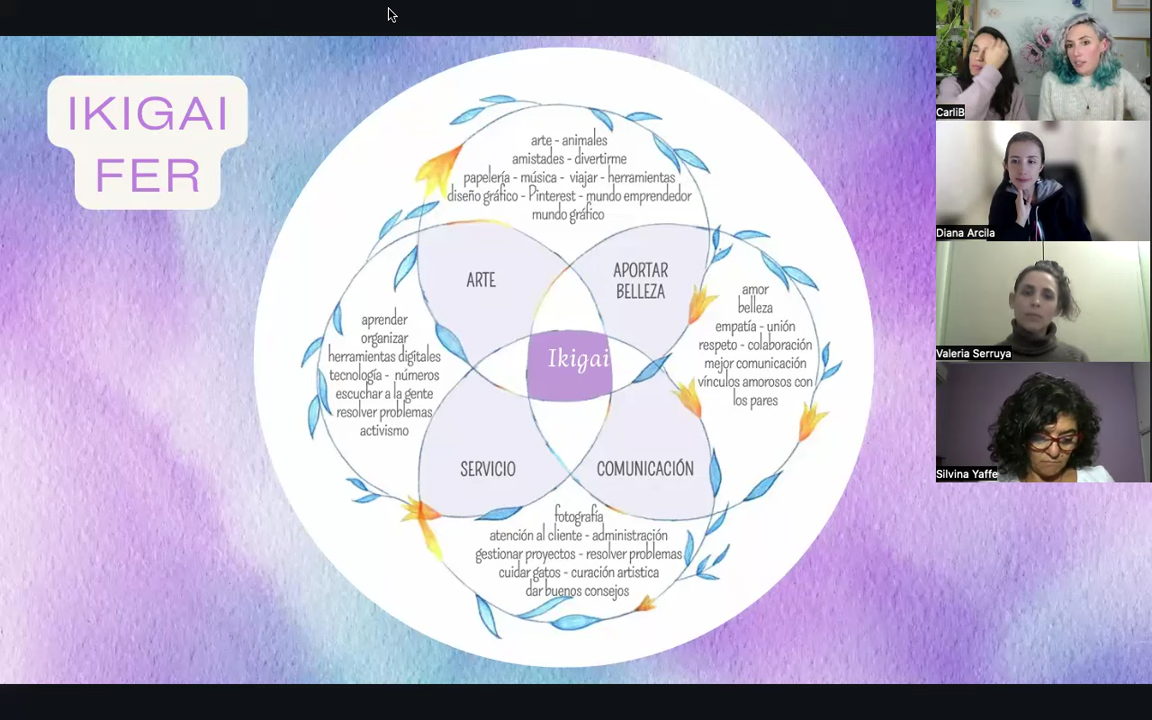 IKIGAI
FER
arte - animales
amistades - divertirme
papelería - música - viajar - herramientas
diseño gráfico - Pinterest - mundo emprendedor
mundo gráfico
ARTE
APORTAR
BELLEZA
aprender
organizar
herramientas digitales
tecnología - números
escuchar a la gente
resolver problemas
activismo
Ikigai
amor
belleza
empatía - unión
respeto - colaboración
mejor comunicación
vínculos amorosos con
los pares
SERVICIO
COMUNICACIÓN
fotografía
atención al cliente - administración
gestionar proyectos - resolver problemas
cuidar gatos - curación artistica
dar buenos consejos
CarliB
Diana Arcila
Valeria Serruya
Silvina Yaffe